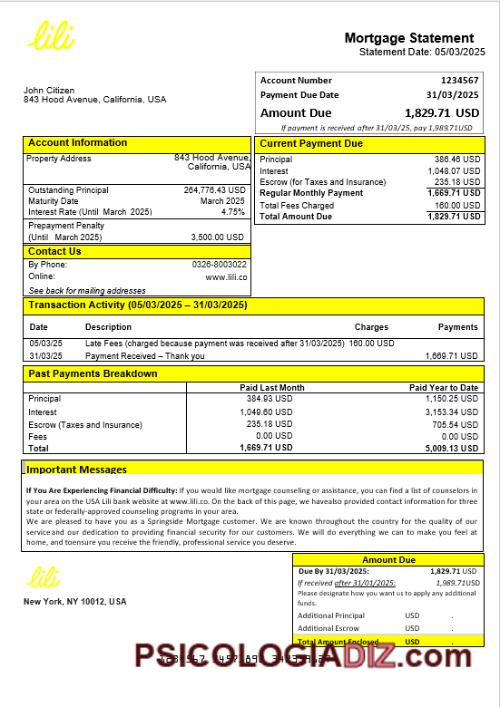 lili
Mortgage Statement
Statement Date: 05/03/2025
John Citizen
843 Hood Avenue, California, USA
Account Number 1234567
Payment Due Date 31/03/2025
Amount Due 1,829.71 USD
If payment is received after 31/03/25, pay 1,989.71USD
Account Information
Property Address 843 Hood Avenue, California, USA
Outstanding Principal 264,776.43 USD
Maturity Date March 2025
Interest Rate (Until March 2025) 4.75%
Prepayment Penalty
(Until March 2025) 3,500.00 USD
Contact Us
By Phone: 0326-8003022
Online: www.lili.co
See back for mailing addresses
Current Payment Due
Principal 386.46 USD
Interest 1,048.07 USD
Escrow (for Taxes and Insurance) 235.18 USD
Regular Monthly Payment 1,669.71 USD
Total Fees Charged 160.00 USD
Total Amount Due 1,829.71 USD
Transaction Activity (05/03/2025 – 31/03/2025)
Date Description Charges Payments
05/03/25 Late Fees (charged because payment was received after 31/03/2025) 160.00 USD
31/03/25 Payment Received – Thank you 1,669.71 USD
Past Payments Breakdown
Paid Last Month Paid Year to Date
Principal 384.93 USD 1,150.25 USD
Interest 1,049.60 USD 3,153.34 USD
Escrow (Taxes and Insurance) 235.18 USD 705.54 USD
Fees 0.00 USD 0.00 USD
Total 1,669.71 USD 5,009.13 USD
Important Messages
If You Are Experiencing Financial Difficulty: If you would like mortgage counseling or assistance, you can find a list of counselors in
your area on the USA Lili bank website at www.lili.co. On the back of this page, we havealso provided contact information for three
state or federally-approved counseling programs in your area.
We are pleased to have you as a Springside Mortgage customer. We are known throughout the country for the quality of our
serviceand our dedication to providing financial security for our customers. We will do everything we can to make you feel at
home, and toensure you receive the friendly, professional service you deserve.
lili
New York, NY 10012, USA
Amount Due
Due By 31/03/2025: 1,829.71 USD
If received after 31/01/2025: 1,989.71USD
Please designate how you want us to apply any additional
funds.
Additional Principal USD .
Additional Escrow USD .
Total Amount Enclosed USD .
PSICOLOGIADIZ.com